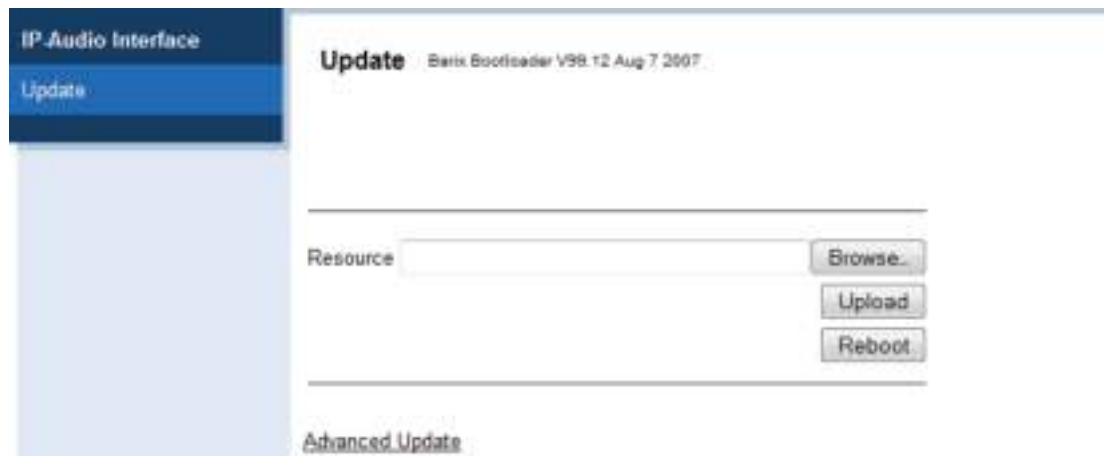 IP-Audio Interface
Update
Update Barix Bootloader V99.12 Aug 7 2007
Resource Browse..
Upload
Reboot
Advanced Update